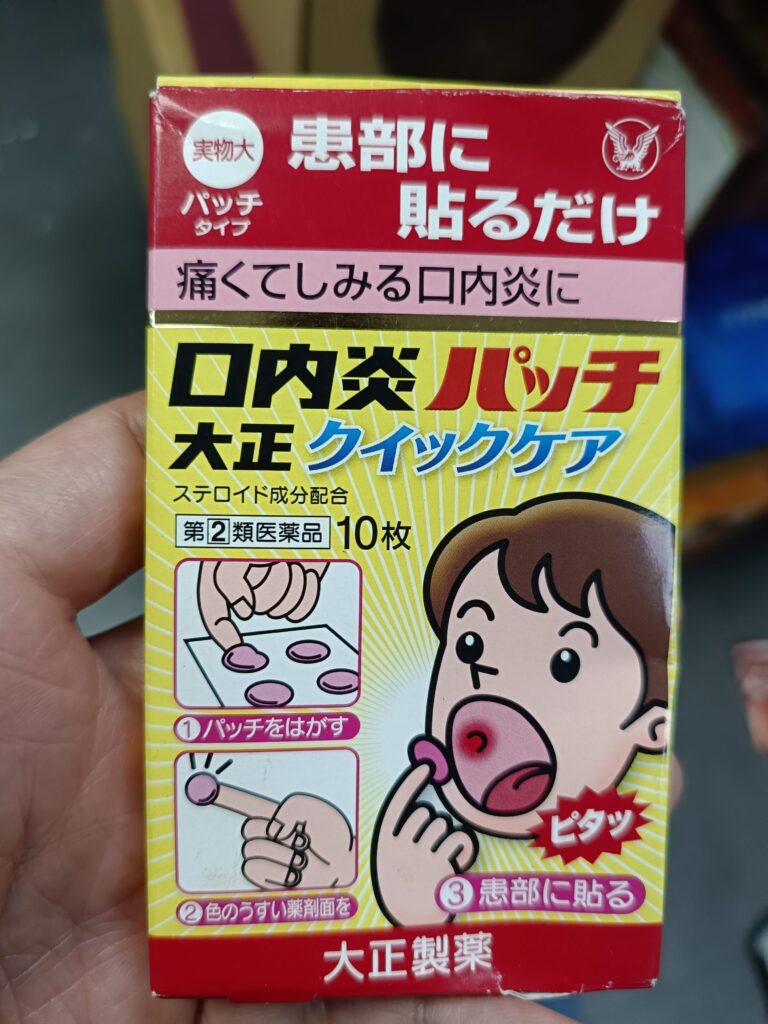 実物大
パッチ
タイプ
患部に
貼るだけ
痛くてしみる口内炎に
口内炎パッチ
大正クイックケア
ステロイド成分配合
第②類医薬品 10枚
①パッチをはがす
②色のうすい薬剤面を
ピタッ
③患部に貼る
大正製薬